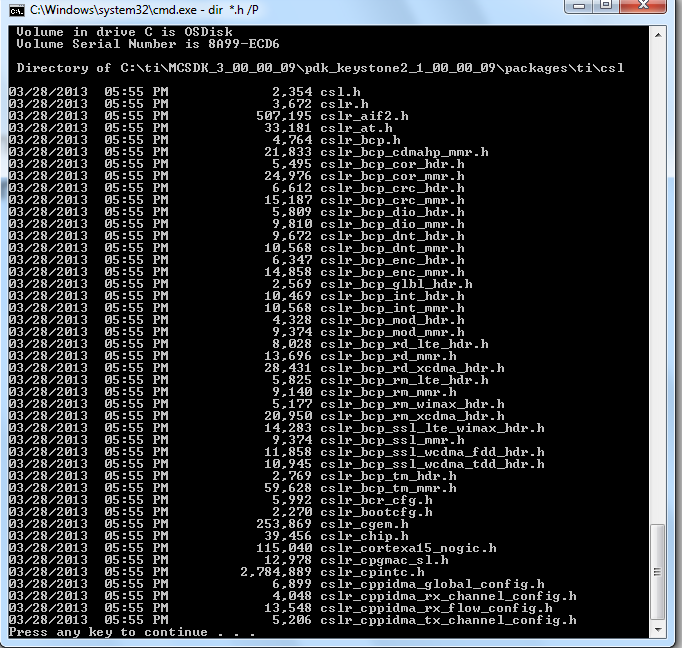 C:\Windows\system32\cmd.exe - dir  *.h /P
 Volume in drive C is OSDisk
 Volume Serial Number is 8A99-ECD6
 Directory of C:\ti\MCSDK_3_00_00_09\pdk_keystone2_1_00_00_09\packages\ti\csl
03/28/2013  05:55 PM             2,354 csl.h
03/28/2013  05:55 PM             3,672 cslr.h
03/28/2013  05:55 PM           507,195 cslr_aif2.h
03/28/2013  05:55 PM            33,181 cslr_at.h
03/28/2013  05:55 PM             4,764 cslr_bcp.h
03/28/2013  05:55 PM            21,833 cslr_bcp_cdmahp_mmr.h
03/28/2013  05:55 PM             5,495 cslr_bcp_cor_hdr.h
03/28/2013  05:55 PM            24,976 cslr_bcp_cor_mmr.h
03/28/2013  05:55 PM             6,612 cslr_bcp_crc_hdr.h
03/28/2013  05:55 PM            15,187 cslr_bcp_crc_mmr.h
03/28/2013  05:55 PM             5,809 cslr_bcp_dio_hdr.h
03/28/2013  05:55 PM             9,810 cslr_bcp_dio_mmr.h
03/28/2013  05:55 PM             9,672 cslr_bcp_dnt_hdr.h
03/28/2013  05:55 PM            10,568 cslr_bcp_dnt_mmr.h
03/28/2013  05:55 PM             6,347 cslr_bcp_enc_hdr.h
03/28/2013  05:55 PM            14,858 cslr_bcp_enc_mmr.h
03/28/2013  05:55 PM             2,569 cslr_bcp_glbl_hdr.h
03/28/2013  05:55 PM            10,469 cslr_bcp_int_hdr.h
03/28/2013  05:55 PM            10,568 cslr_bcp_int_mmr.h
03/28/2013  05:55 PM             4,328 cslr_bcp_mod_hdr.h
03/28/2013  05:55 PM             9,374 cslr_bcp_mod_mmr.h
03/28/2013  05:55 PM             8,028 cslr_bcp_rd_lte_hdr.h
03/28/2013  05:55 PM            13,696 cslr_bcp_rd_mmr.h
03/28/2013  05:55 PM            28,431 cslr_bcp_rd_xcdma_hdr.h
03/28/2013  05:55 PM             5,825 cslr_bcp_rm_lte_hdr.h
03/28/2013  05:55 PM             9,140 cslr_bcp_rm_mmr.h
03/28/2013  05:55 PM             5,177 cslr_bcp_rm_wimax_hdr.h
03/28/2013  05:55 PM            20,950 cslr_bcp_rm_xcdma_hdr.h
03/28/2013  05:55 PM            14,283 cslr_bcp_ssl_lte_wimax_hdr.h
03/28/2013  05:55 PM             9,374 cslr_bcp_ssl_mmr.h
03/28/2013  05:55 PM            11,858 cslr_bcp_ssl_wcdma_fdd_hdr.h
03/28/2013  05:55 PM            10,945 cslr_bcp_ssl_wcdma_tdd_hdr.h
03/28/2013  05:55 PM             2,769 cslr_bcp_tm_hdr.h
03/28/2013  05:55 PM            59,628 cslr_bcp_tm_mmr.h
03/28/2013  05:55 PM             5,992 cslr_bcr_cfg.h
03/28/2013  05:55 PM             2,270 cslr_bootcfg.h
03/28/2013  05:55 PM           253,869 cslr_cgem.h
03/28/2013  05:55 PM            39,456 cslr_chip.h
03/28/2013  05:55 PM           115,040 cslr_cortexa15_nogic.h
03/28/2013  05:55 PM            12,978 cslr_cpgmac_sl.h
03/28/2013  05:55 PM         2,784,889 cslr_cpintc.h
03/28/2013  05:55 PM             6,899 cslr_cppidma_global_config.h
03/28/2013  05:55 PM             4,048 cslr_cppidma_rx_channel_config.h
03/28/2013  05:55 PM            13,548 cslr_cppidma_rx_flow_config.h
03/28/2013  05:55 PM             5,206 cslr_cppidma_tx_channel_config.h
Press any key to continue . . .